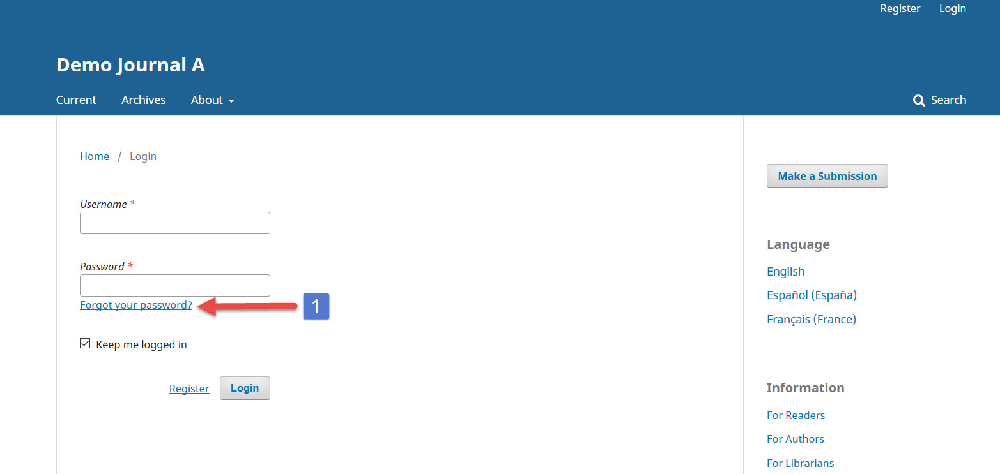 Register Login
Demo Journal A
Current Archives About
Search
Home / Login
Username *
Password *
Forgot your password?
1
Keep me logged in
Register Login
Make a Submission
Language
English
Español (España)
Français (France)
Information
For Readers
For Authors
For Librarians